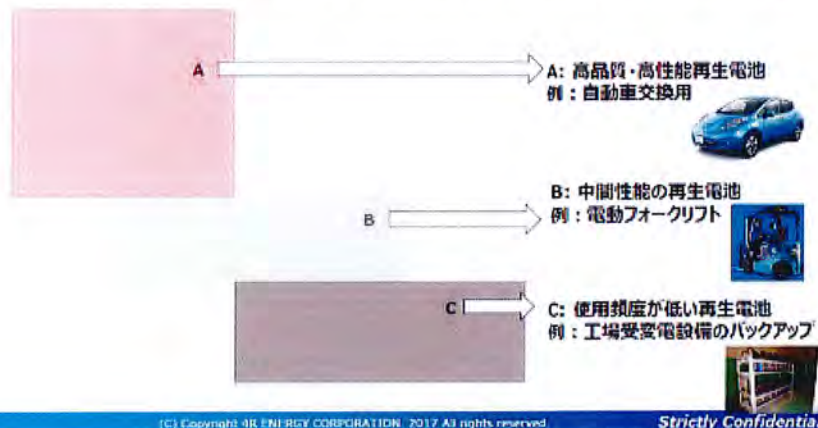 A
A: 高品質・高性能再生電池
例：自動車交換用
B
B: 中間性能の再生電池
例：電動フォークリフト
C
C: 使用頻度が低い再生電池
例：工場受変電設備のバックアップ
(C) Copyright 4R ENERGY CORPORATION, 2017 All rights reserved
Strictly Confidential